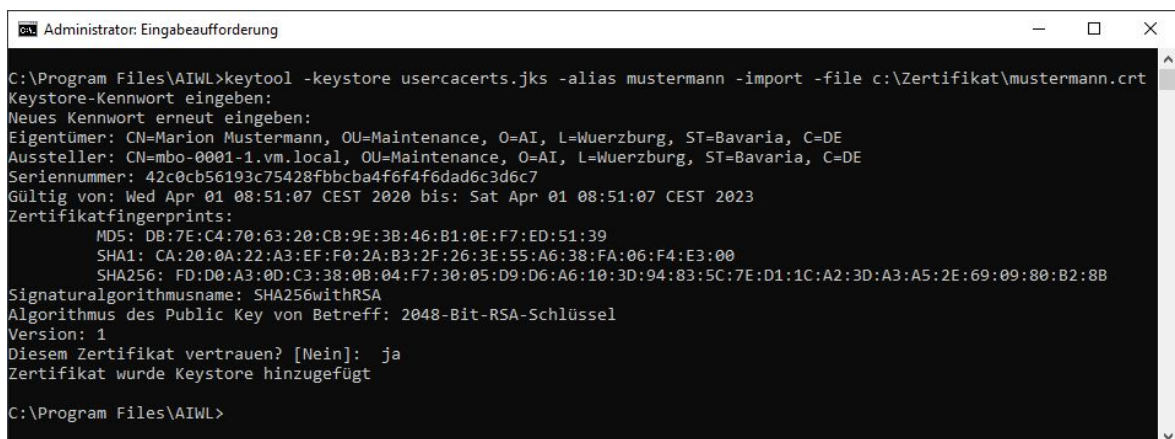 Administrator: Eingabeaufforderung
C:\Program Files\AIWL>keytool -keystore usercacerts.jks -alias mustermann -import -file c:\Zertifikat\mustermann.crt
Keystore-Kennwort eingeben:
Neues Kennwort erneut eingeben:
Eigentümer: CN=Marion Mustermann, OU=Maintenance, O=AI, L=Wuerzburg, ST=Bavaria, C=DE
Aussteller: CN=mbo-0001-1.vm.local, OU=Maintenance, O=AI, L=Wuerzburg, ST=Bavaria, C=DE
Seriennummer: 42c0cb56193c75428fbbcba4f6f4f6dad6c3d6c7
Gültig von: Wed Apr 01 08:51:07 CEST 2020 bis: Sat Apr 01 08:51:07 CEST 2023
Zertifikatfingerprints:
MD5: DB:7E:C4:70:63:20:CB:9E:3B:46:B1:0E:F7:ED:51:39
SHA1: CA:20:0A:22:A3:EF:F0:2A:B3:2F:26:3E:55:A6:38:FA:06:F4:E3:00
SHA256: FD:D0:A3:0D:C3:38:0B:04:F7:30:05:D9:D6:A6:10:3D:94:83:5C:7E:D1:1C:A2:3D:A3:A5:2E:69:09:80:B2:8B
Signaturalgorithmusname: SHA256withRSA
Algorithmus des Public Key von Betreff: 2048-Bit-RSA-Schlüssel
Version: 1
Diesem Zertifikat vertrauen? [Nein]:  ja
Zertifikat wurde Keystore hinzugefügt
C:\Program Files\AIWL>